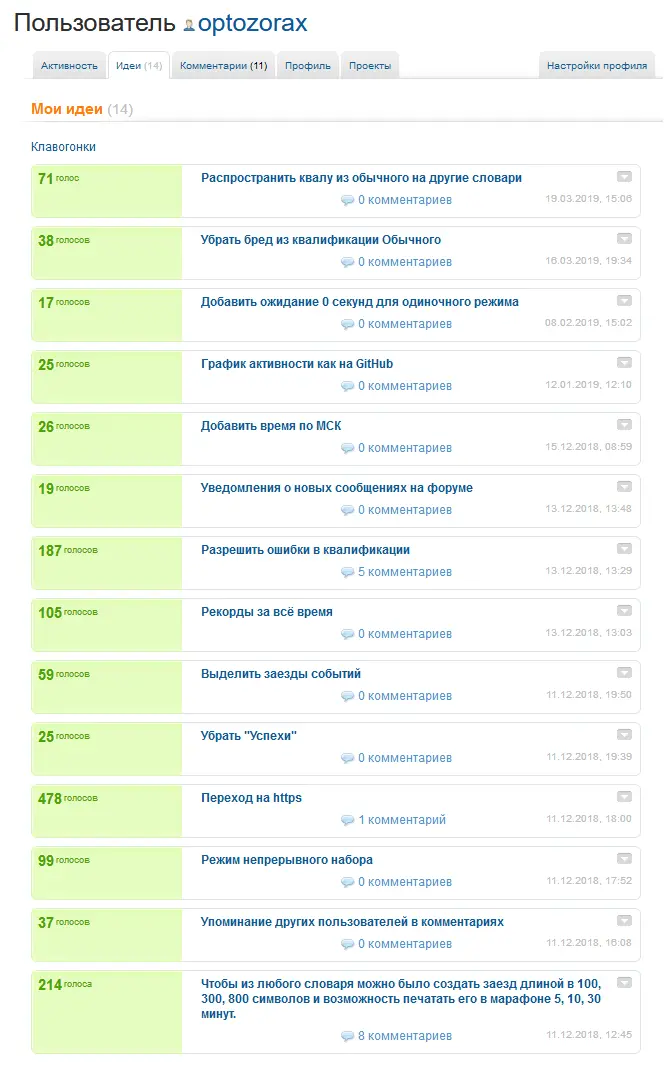 Пользователь optozorax
Активность Идеи (14) Комментарии (11) Профиль Проекты Настройки профиля
Мои идеи (14)
Клавогонки
71 голос Распространить квалу из обычного на другие словари
0 комментариев 19.03.2019, 15:06
38 голосов Убрать бред из квалификации Обычного
0 комментариев 16.03.2019, 19:34
17 голосов Добавить ожидание 0 секунд для одиночного режима
0 комментариев 08.02.2019, 15:02
25 голосов График активности как на GitHub
0 комментариев 12.01.2019, 12:10
26 голосов Добавить время по МСК
0 комментариев 15.12.2018, 08:59
19 голосов Уведомления о новых сообщениях на форуме
0 комментариев 13.12.2018, 13:48
187 голосов Разрешить ошибки в квалификации
5 комментариев 13.12.2018, 13:29
105 голосов Рекорды за всё время
0 комментариев 13.12.2018, 13:03
59 голосов Выделить заезды событий
0 комментариев 11.12.2018, 19:50
25 голосов Убрать "Успехи"
0 комментариев 11.12.2018, 19:39
478 голосов Переход на https
1 комментарий 11.12.2018, 18:00
99 голосов Режим непрерывного набора
0 комментариев 11.12.2018, 17:52
37 голосов Упоминание других пользователей в комментариях
0 комментариев 11.12.2018, 16:08
214 голоса Чтобы из любого словаря можно было создать заезд длиной в 100,
300, 800 символов и возможность печатать его в марафоне 5, 10, 30
минут.
8 комментариев 11.12.2018, 12:45